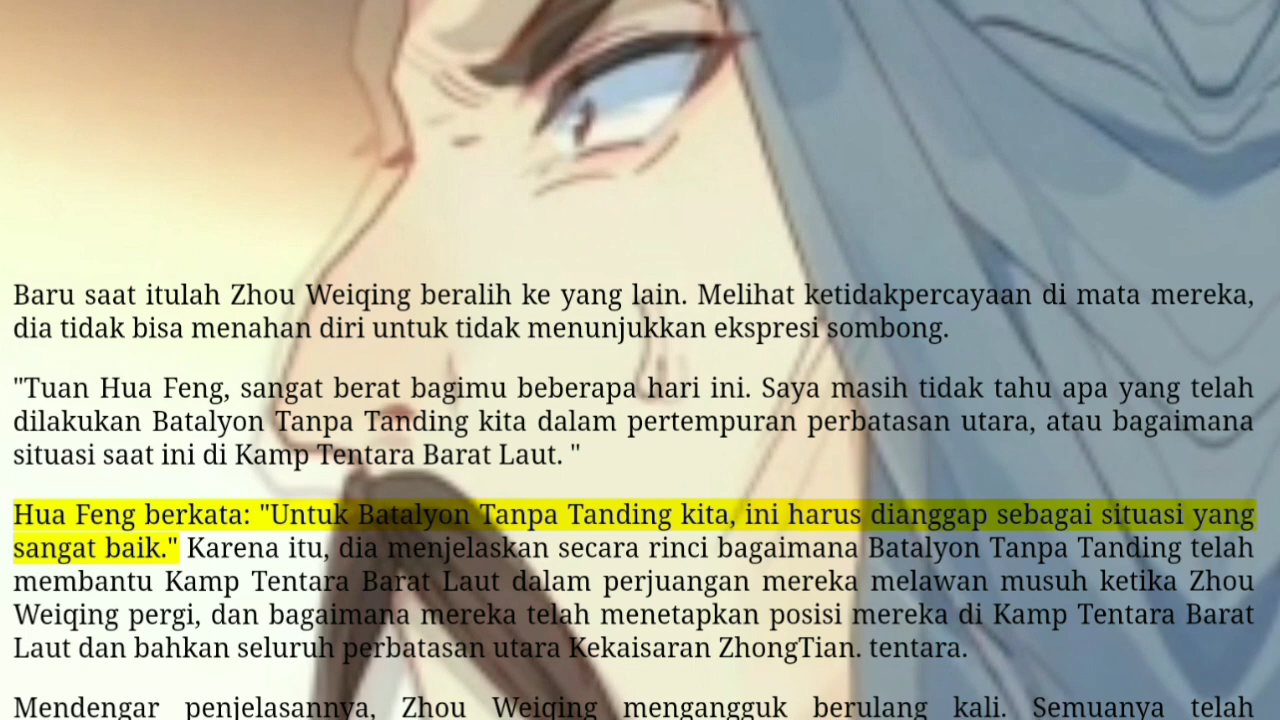 Baru saat itulah Zhou Weiqing beralih ke yang lain. Melihat ketidakpercayaan di mata mereka,
dia tidak bisa menahan diri untuk tidak menunjukkan ekspresi sombong.
"Tuan Hua Feng, sangat berat bagimu beberapa hari ini. Saya masih tidak tahu apa yang telah
dilakukan Batalyon Tanpa Tanding kita dalam pertempuran perbatasan utara, atau bagaimana
situasi saat ini di Kamp Tentara Barat Laut. "
Hua Feng berkata: "Untuk Batalyon Tanpa Tanding kita, ini harus dianggap sebagai situasi yang
sangat baik." Karena itu, dia menjelaskan secara rinci bagaimana Batalyon Tanpa Tanding telah
membantu Kamp Tentara Barat Laut dalam perjuangan mereka melawan musuh ketika Zhou
Weiqing pergi, dan bagaimana mereka telah menetapkan posisi mereka di Kamp Tentara Barat
Laut dan bahkan seluruh perbatasan utara Kekaisaran ZhongTian. tentara.
Mendengar penjelasannya, Zhou Weiqing mengangguk berulang kali. Semuanya telah